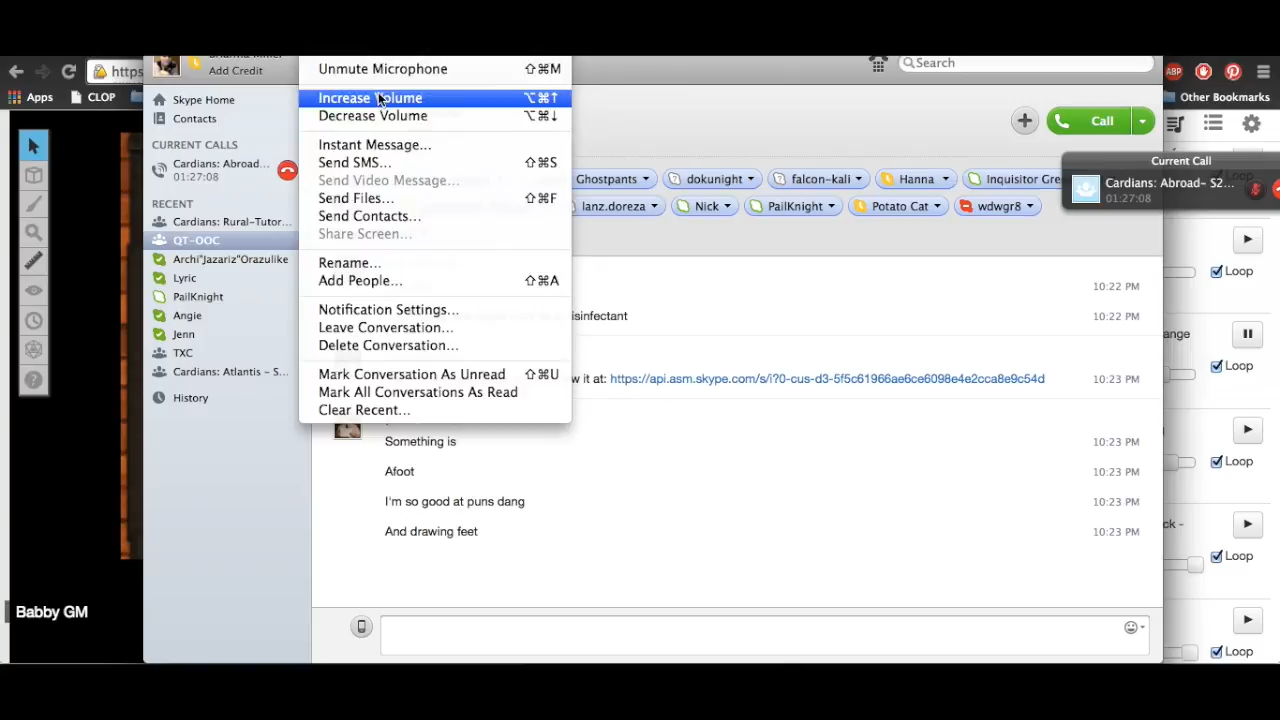 Add Credit
Unmute Microphone ⇧⌘M
Search
https
ABP
Apps CLOP
Other Bookmarks
Skype Home
Contacts
Increase Volume ⌥⌘↑
Decrease Volume ⌥⌘↓
Call
CURRENT CALLS
Cardians: Abroad...
01:27:08
Instant Message...
Send SMS... ⇧⌘S
Send Video Message...
Send Files... ⇧⌘F
Send Contacts...
Share Screen...
Current Call
Cardians: Abroad- S2...
01:27:08
Ghostpants dokunight falcon-kali Hanna Inquisitor Gre
lanz.doreza Nick PailKnight Potato Cat wdwgr8
RECENT
Cardians: Rural-Tutor...
QT-OOC
Archi"Jazariz"Orazulike
Lyric
PailKnight
Angie
Jenn
TXC
Cardians: Atlantis - S...
History
Rename...
Add People... ⇧⌘A
Notification Settings...
Leave Conversation...
Delete Conversation...
Mark Conversation As Unread ⇧⌘U
Mark All Conversations As Read
Clear Recent...
10:22 PM
isinfectant 10:22 PM
w it at: https://api.asm.skype.com/s/i?0-cus-d3-5f5c61966ae6ce6098e4e2cca8e9c54d 10:23 PM
Something is 10:23 PM
Afoot 10:23 PM
I'm so good at puns dang 10:23 PM
And drawing feet 10:23 PM
Loop
ange
Loop
Loop
ck -
Loop
Loop
Babby GM